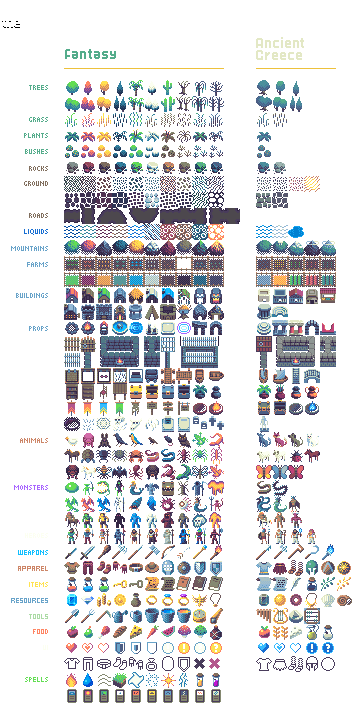 the
Ancient
Fantasy Greece
TREES
GRASS
PLANTS
BUSHES
ROCKS
GROUND
ROADS
LIQUIDS
MOUNTAINS
FARMS
BUILDINGS
PROPS
ANIMALS
MONSTERS
WEAPONS
APPAREL
ITEMS
RESOURCES
TOOLS
FOOD
SPELLS